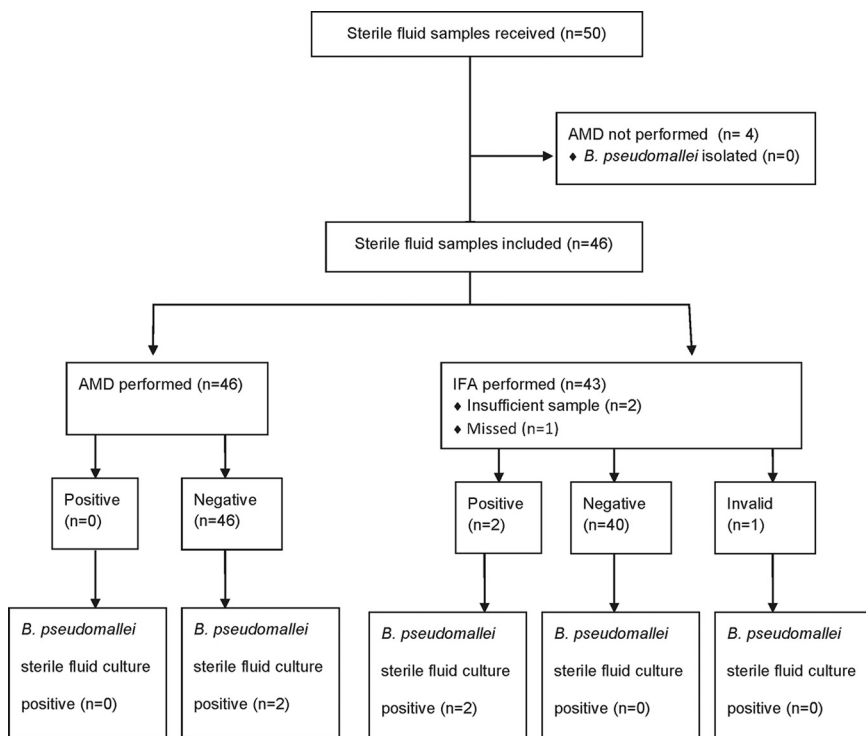 Sterile fluid samples received (n=50)
AMD not performed  (n= 4)
♦ B. pseudomallei isolated (n=0)
Sterile fluid samples included (n=46)
AMD performed (n=46)
IFA performed (n=43)
♦ Insufficient sample (n=2)
♦ Missed (n=1)
Positive
(n=0)
Negative
(n=46)
Positive
(n=2)
Negative
(n=40)
Invalid
(n=1)
B. pseudomallei
sterile fluid culture
positive (n=0)
B. pseudomallei
sterile fluid culture
positive (n=2)
B. pseudomallei
sterile fluid culture
positive (n=2)
B. pseudomallei
sterile fluid culture
positive (n=0)
B. pseudomallei
sterile fluid culture
positive (n=0)